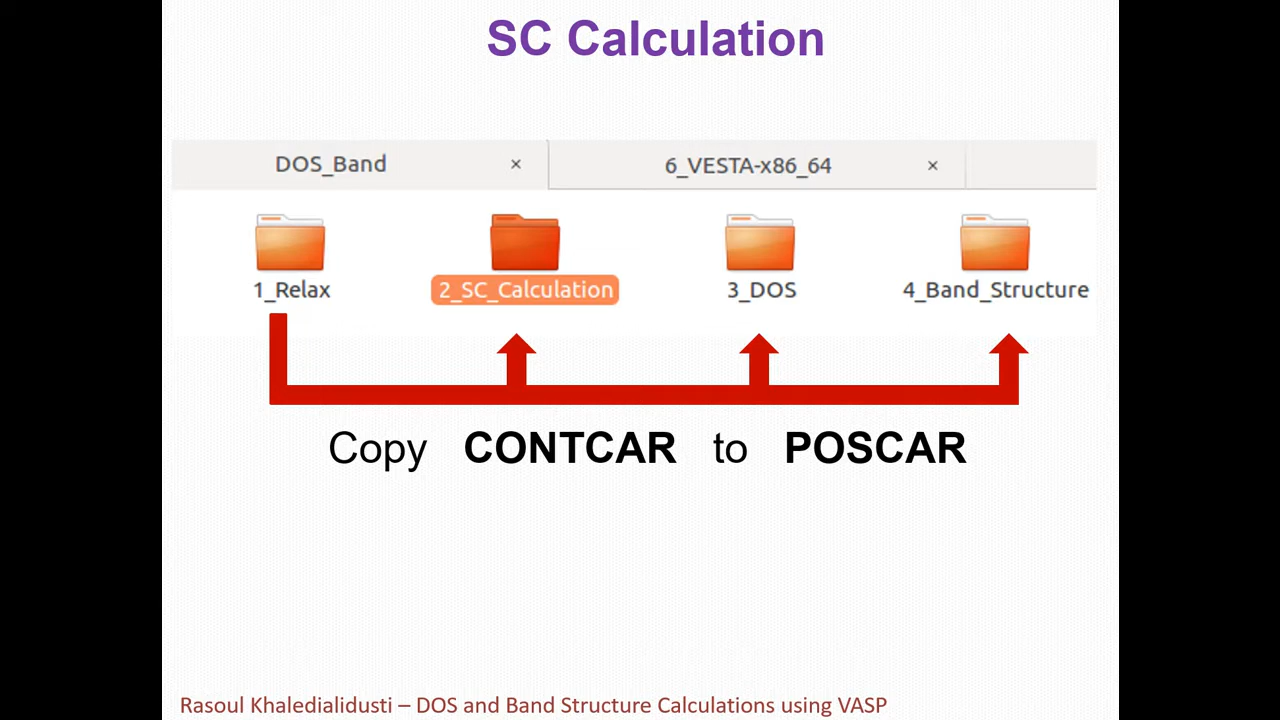 SC Calculation
DOS_Band × 6_VESTA-x86_64 ×
1_Relax 2_SC_Calculation 3_DOS 4_Band_Structure
Copy CONTCAR to POSCAR
Rasoul Khaledialidusti – DOS and Band Structure Calculations using VASP